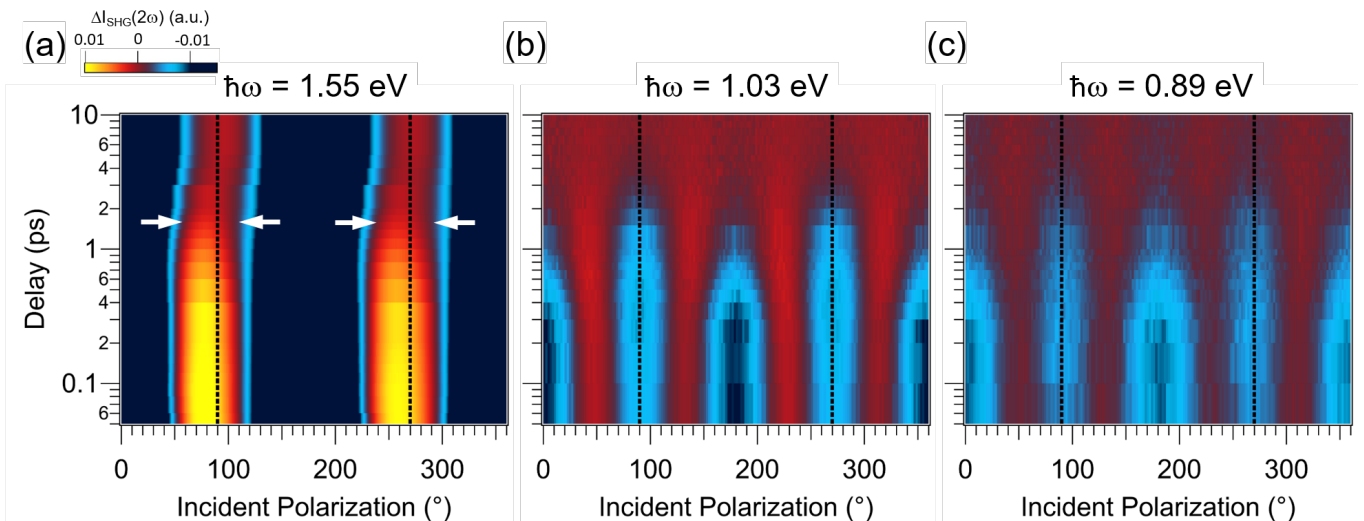 ΔI_SHG(2ω) (a.u.)
0.01 0 -0.01
(a) (b) (c)
ħω = 1.55 eV ħω = 1.03 eV ħω = 0.89 eV
10
6
4
2
1
6
4
2
0.1
6
Delay (ps)
0 100 200 300 0 100 200 300 0 100 200 300
Incident Polarization (°) Incident Polarization (°) Incident Polarization (°)